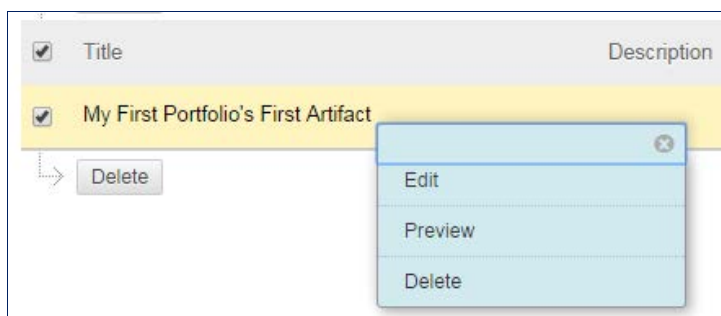 Title Description
My First Portfolio's First Artifact
Delete
Edit
Preview
Delete